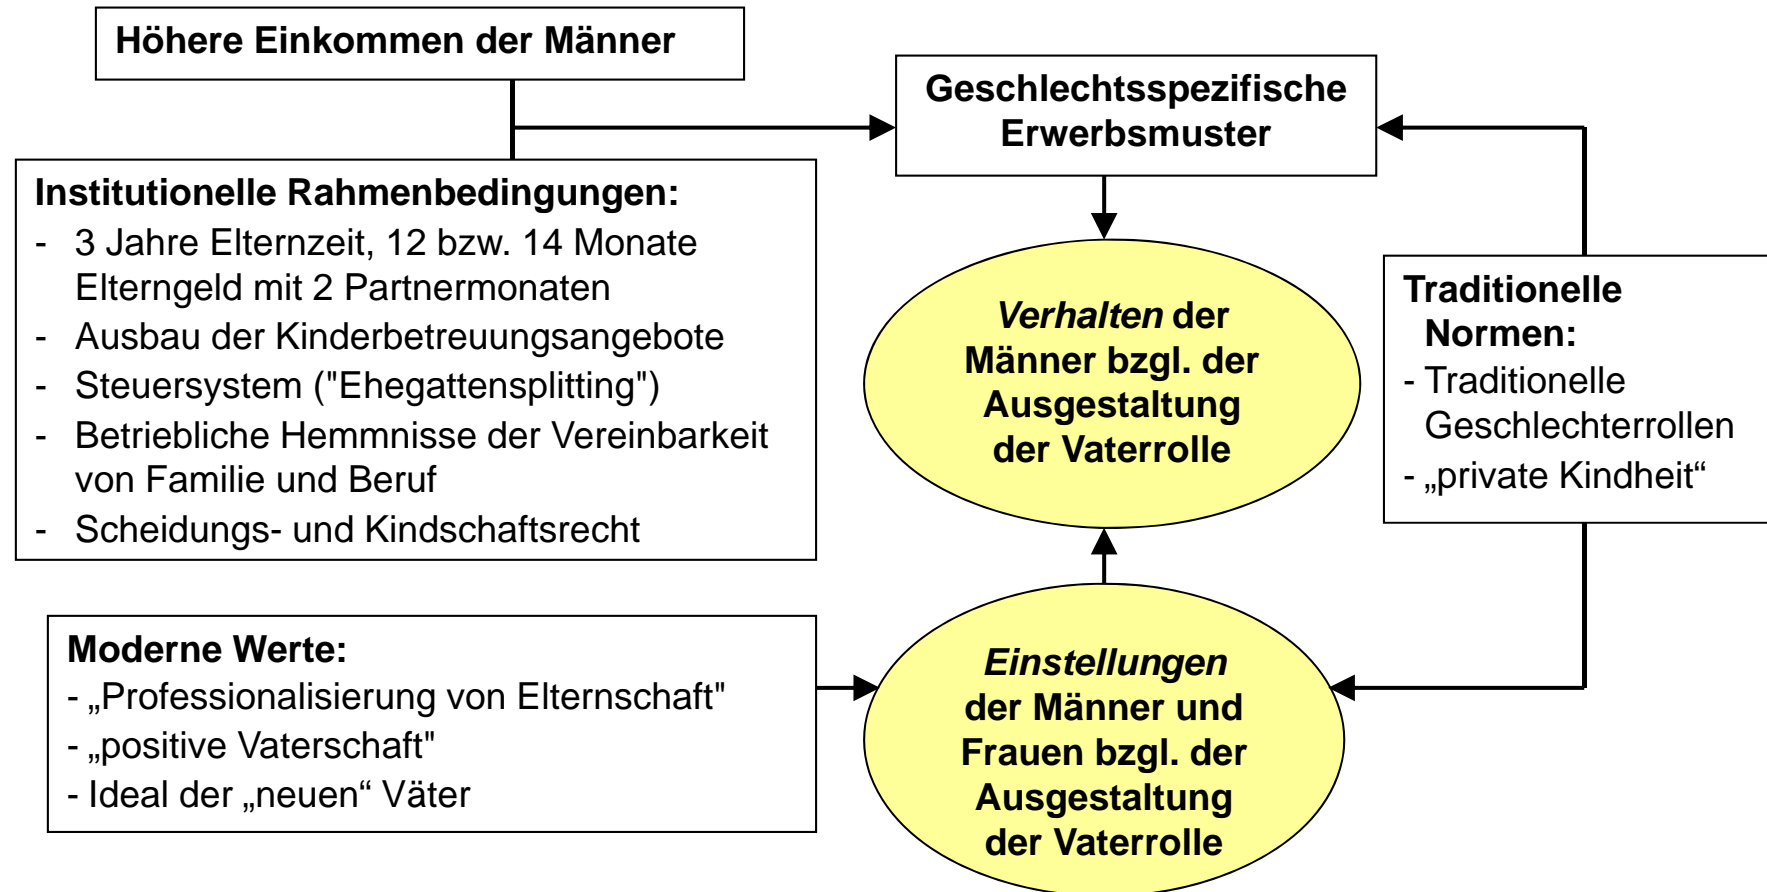 Höhere Einkommen der Männer
Geschlechtsspezifische
Erwerbsmuster
Institutionelle Rahmenbedingungen:
- 3 Jahre Elternzeit, 12 bzw. 14 Monate
Elterngeld mit 2 Partnermonaten
- Ausbau der Kinderbetreuungsangebote
- Steuersystem ("Ehegattensplitting")
- Betriebliche Hemmnisse der Vereinbarkeit
von Familie und Beruf
- Scheidungs- und Kindschaftsrecht
Verhalten der
Männer bzgl. der
Ausgestaltung
der Vaterrolle
Traditionelle
Normen:
- Traditionelle
Geschlechterrollen
- „private Kindheit“
Moderne Werte:
- „Professionalisierung von Elternschaft"
- „positive Vaterschaft"
- Ideal der „neuen“ Väter
Einstellungen
der Männer und
Frauen bzgl. der
Ausgestaltung
der Vaterrolle